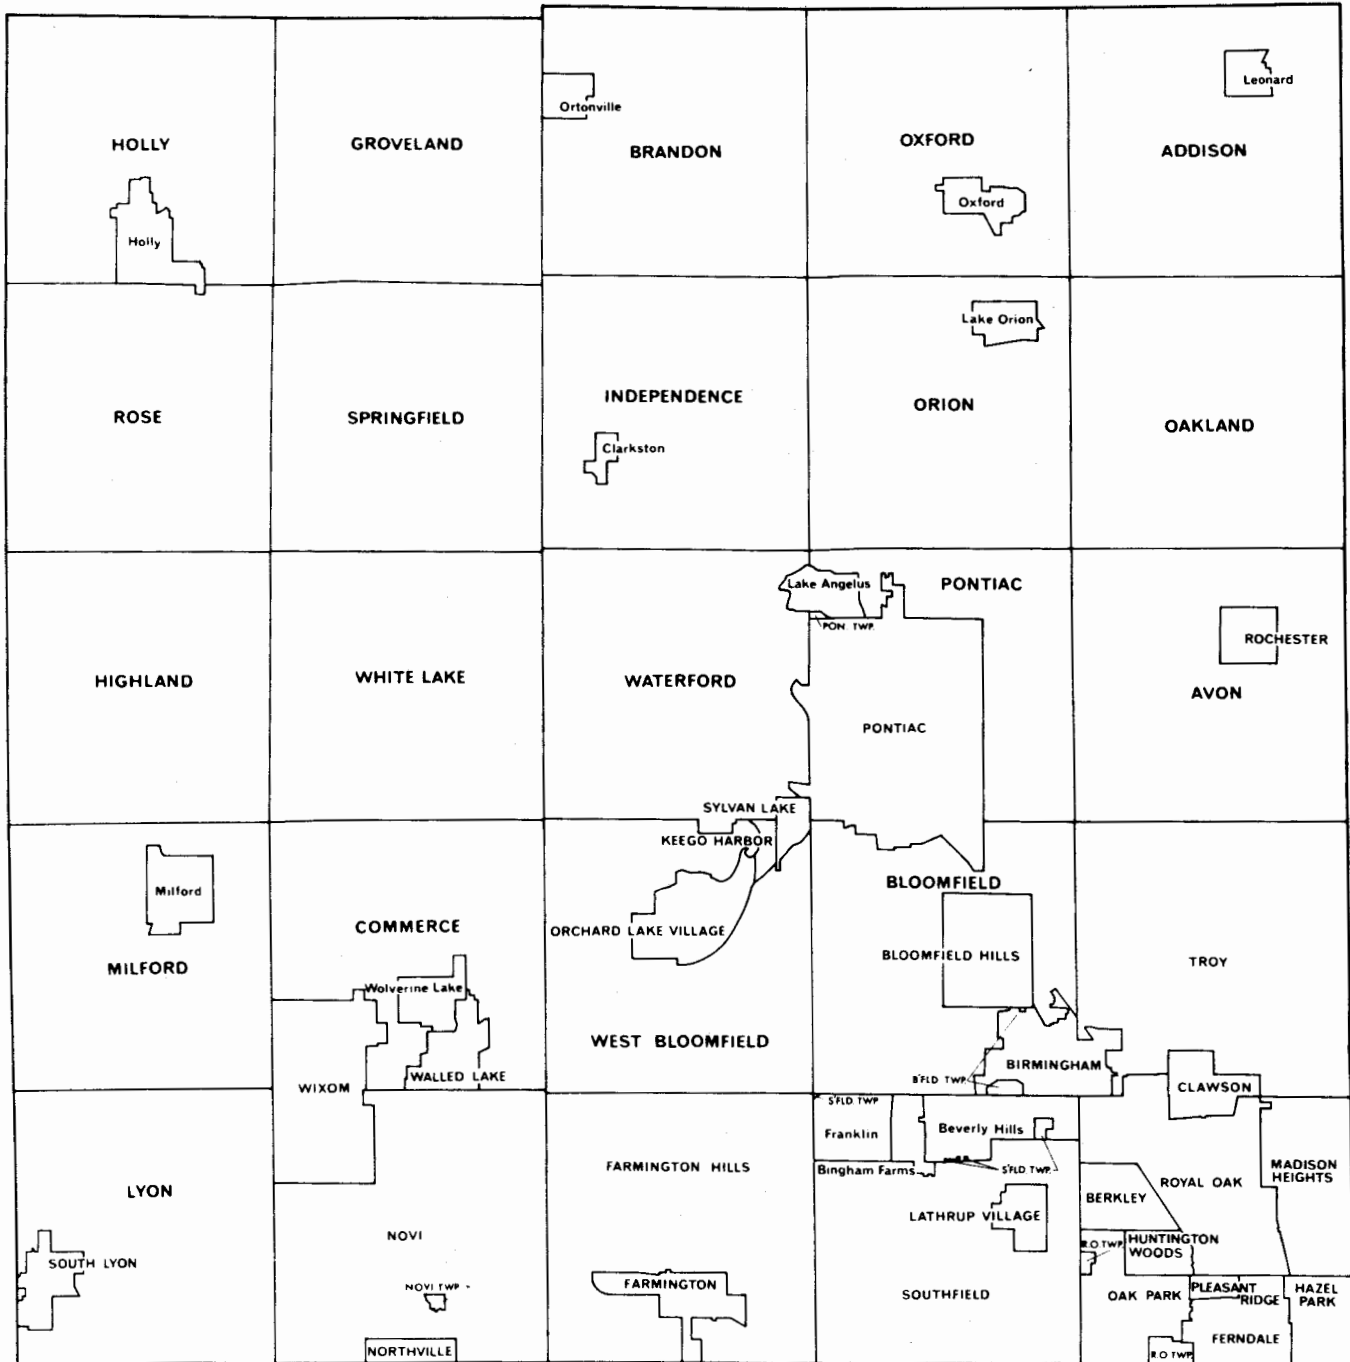 Leonard
Ortonville
HOLLY
GROVELAND
BRANDON
OXFORD
ADDISON
Oxford
Holly
Lake Orion
ROSE
SPRINGFIELD
INDEPENDENCE
ORION
OAKLAND
Clarkston
Lake Angelus
PONTIAC
PON. TWP.
ROCHESTER
HIGHLAND
WHITE LAKE
WATERFORD
AVON
PONTIAC
SYLVAN LAKE
KEEGO HARBOR
Milford
BLOOMFIELD
COMMERCE
ORCHARD LAKE VILLAGE
BLOOMFIELD HILLS
TROY
MILFORD
Wolverine Lake
WEST BLOOMFIELD
BIRMINGHAM
WIXOM
WALLED LAKE
B'FLD TWP.
CLAWSON
S'FLD. TWP
Franklin
Beverly Hills
FARMINGTON HILLS
Bingham Farms
S'FLD TWP.
MADISON
HEIGHTS
LYON
BERKLEY
ROYAL OAK
LATHRUP VILLAGE
NOVI
R.O. TWP.
HUNTINGTON
WOODS
SOUTH LYON
NOVI TWP
FARMINGTON
SOUTHFIELD
OAK PARK
PLEASANT
RIDGE
HAZEL
PARK
NORTHVILLE
FERNDALE
R.O TWP